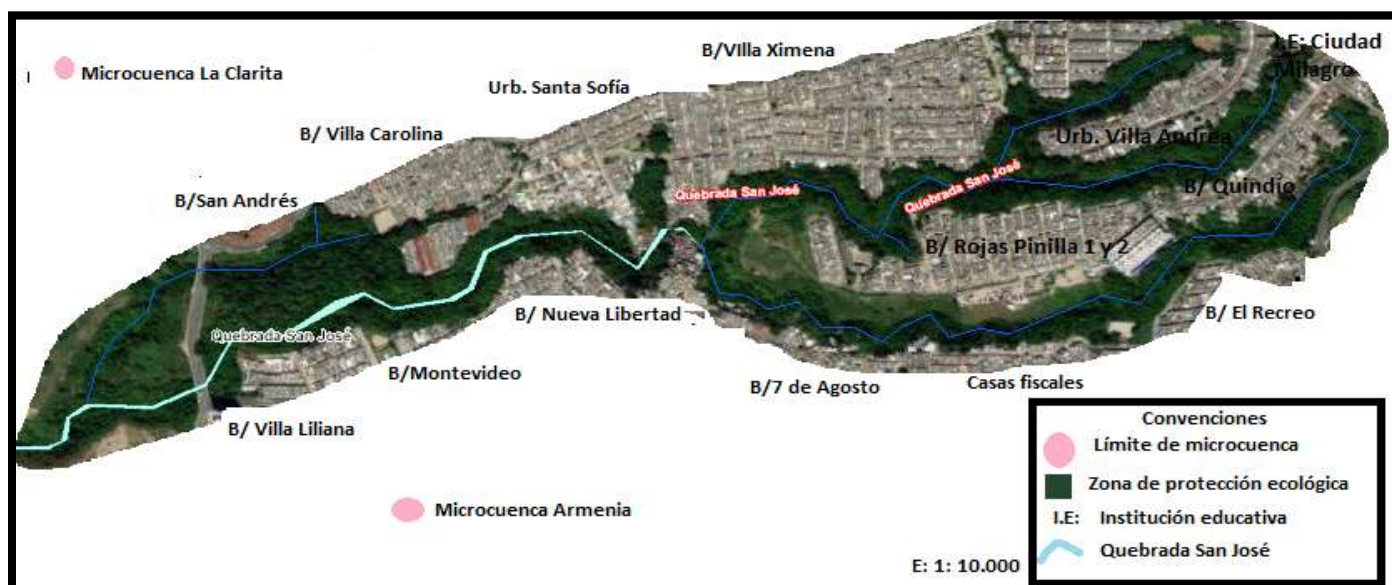 Microcuenca La Clarita
B/VIlla Ximena
I.E: Ciudad
Milagro
Urb. Santa Sofía
B/ Villa Carolina
Urb. Villa Andrea
B/San Andrés
Quebrada San José
Quebrada San José
B/ Quindío
B/ Rojas Pinilla 1 y 2
B/ Nueva Libertad
B/ El Recreo
Quebrada San José
B/Montevideo
B/7 de Agosto
Casas fiscales
B/ Villa Liliana
Microcuenca Armenia
Convenciones
Límite de microcuenca
Zona de protección ecológica
I.E: Institución educativa
Quebrada San José
E: 1: 10.000